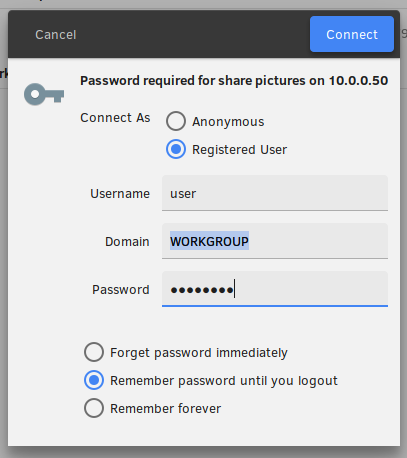 Cancel
Connect
Password required for share pictures on 10.0.0.50
Connect As
Anonymous
Registered User
Username
user
Domain
WORKGROUP
Password
●●●●●●●●
Forget password immediately
Remember password until you logout
Remember forever